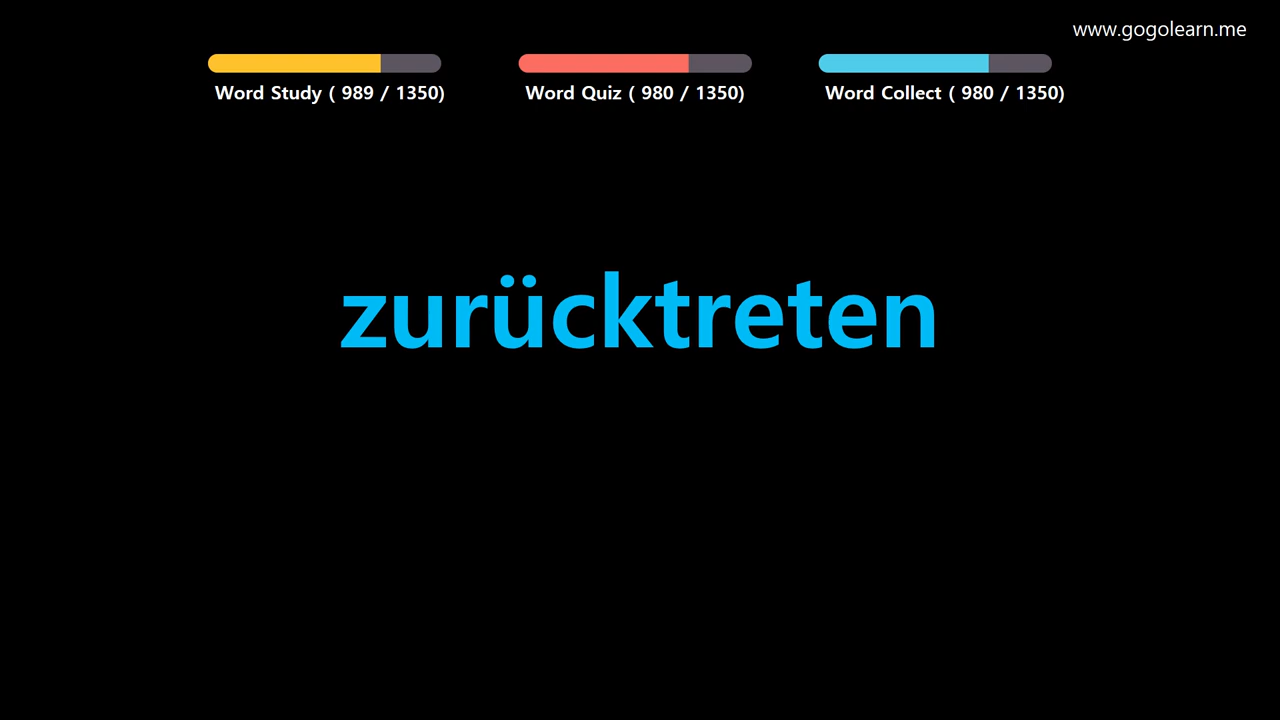 www.gogolearn.me
Word Study ( 989 / 1350)
Word Quiz ( 980 / 1350)
Word Collect ( 980 / 1350)
zurücktreten